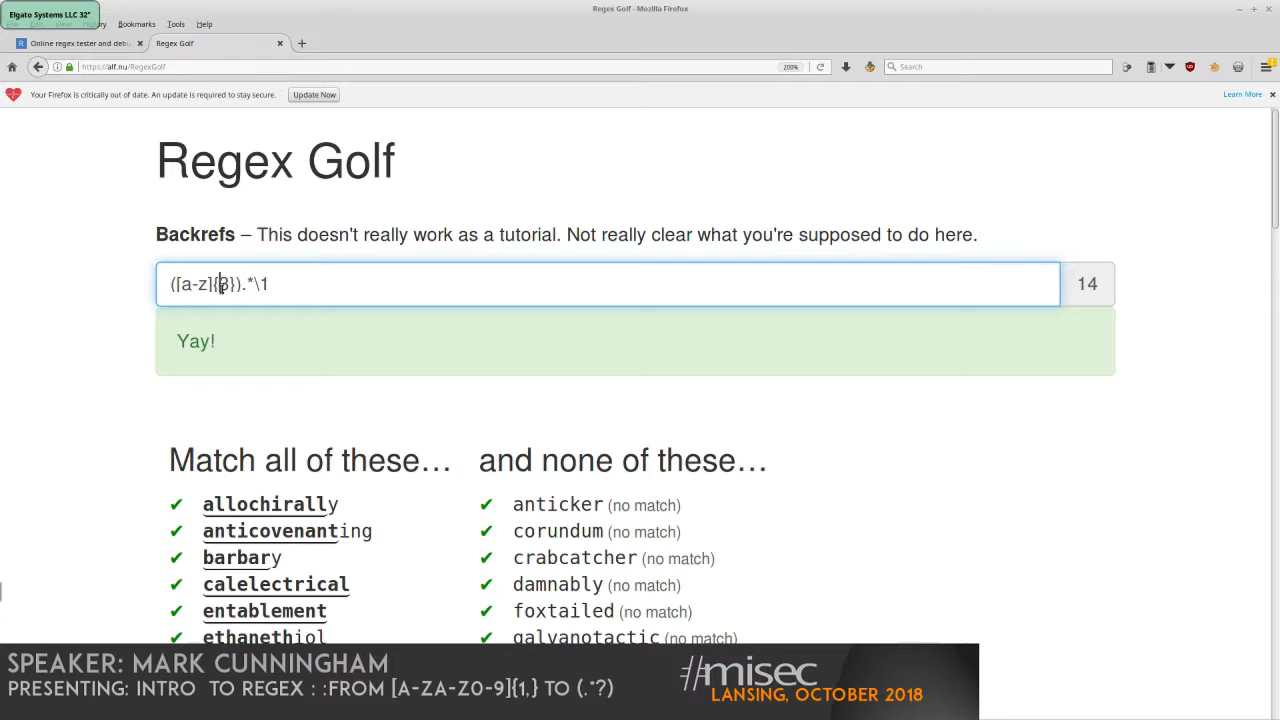 Elgato Systems LLC 32"
Regex Golf - Mozilla Firefox
File Edit View History Bookmarks Tools Help
Online regex tester and debu
Regex Golf
https://alf.nu/RegexGolf
200%
Search
Your Firefox is critically out of date. An update is required to stay secure.
Update Now
Learn More
Regex Golf
Backrefs – This doesn't really work as a tutorial. Not really clear what you're supposed to do here.
([a-z]{3}).*\1
14
Yay!
Match all of these…
and none of these…
allochirally
anticker (no match)
anticovenanting
corundum (no match)
barbary
crabcatcher (no match)
calelectrical
damnably (no match)
entablement
foxtailed (no match)
ethanethiol
galvanotactic (no match)
SPEAKER: MARK CUNNINGHAM
PRESENTING: INTRO TO REGEX : :FROM [A-ZA-Z0-9]{1,} TO (.*?)
#misec
LANSING, OCTOBER 2018